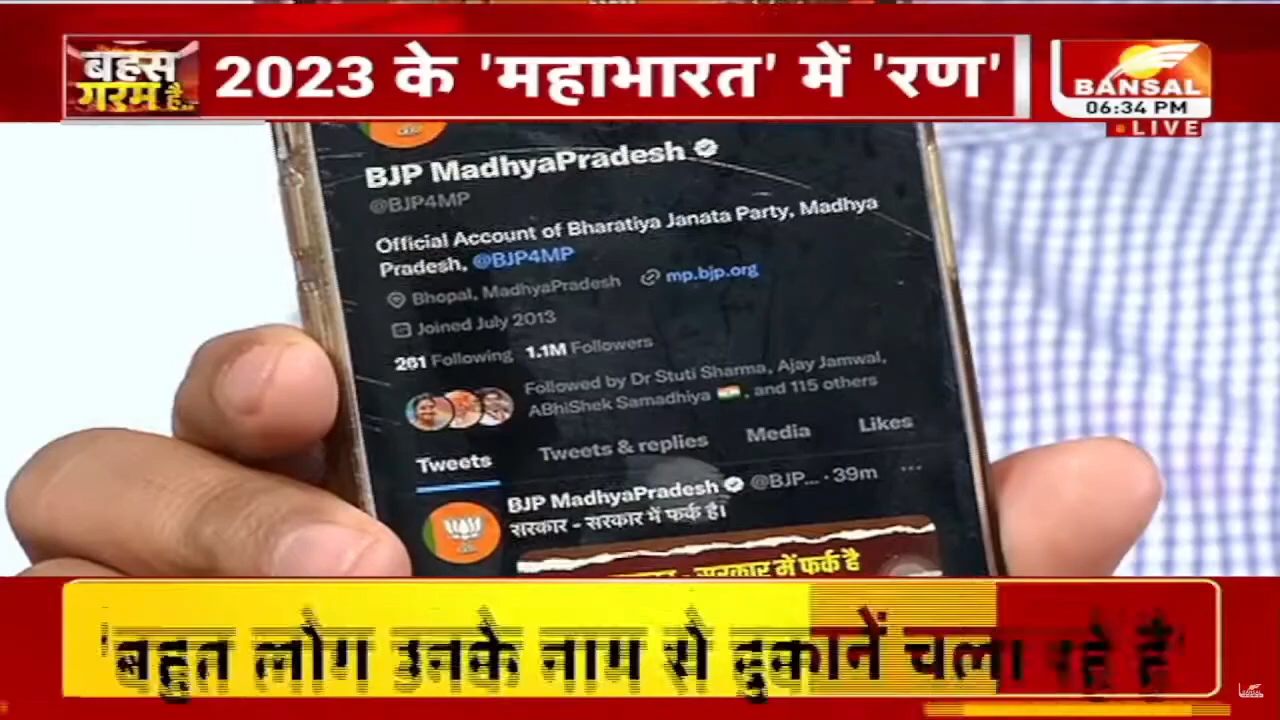 बहस
गरम है..
2023 के 'महाभारत' में 'रण'
BANSAL
06:34 PM
LIVE
BJP MadhyaPradesh
@BJP4MP
Official Account of Bharatiya Janata Party, Madhya
Pradesh, @BJP4MP
Bhopal, MadhyaPradesh mp.bjp.org
Joined July 2013
261 Following 1.1M Followers
Followed by Dr Stuti Sharma, Ajay Jamwal,
ABhiShek Samadhiya 🇮🇳, and 115 others
Tweets Tweets & replies Media Likes
BJP MadhyaPradesh @BJP... · 39m ...
सरकार - सरकार में फर्क है।
- सरकार में फर्क है
'बहुत लोग उनके नाम से दुकानें चला रहे हैं'
BANSAL